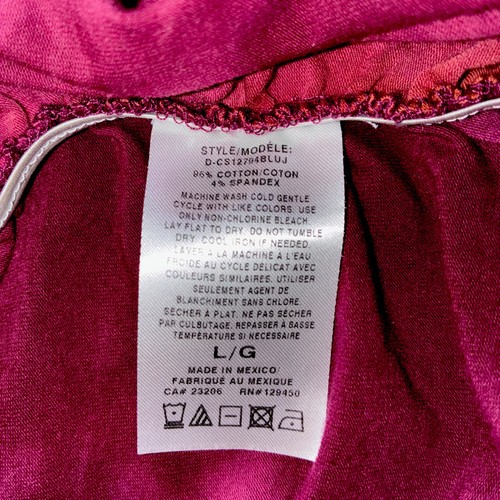 STYLE/MODÈLE:
D-CS12794BLUJ
96% COTTON/COTON
4% SPANDEX
MACHINE WASH COLD GENTLE
CYCLE WITH LIKE COLORS. USE
ONLY NON-CHLORINE BLEACH.
LAY FLAT TO DRY. DO NOT TUMBLE
DRY. COOL IRON IF NEEDED.
LAVER À LA MACHINE À L'EAU
FROIDE AU CYCLE DÉLICAT AVEC
COULEURS SIMILAIRES. UTILISER
SEULEMENT AGENT DE
BLANCHIMENT SANS CHLORE.
SÉCHER À PLAT. NE PAS SÉCHER
PAR CULBUTAGE. REPASSER À BASSE
TEMPÉRATURE SI NÉCESSAIRE
L/G
MADE IN MEXICO
FABRIQUÉ AU MEXIQUE
CA# 23206 RN#129450